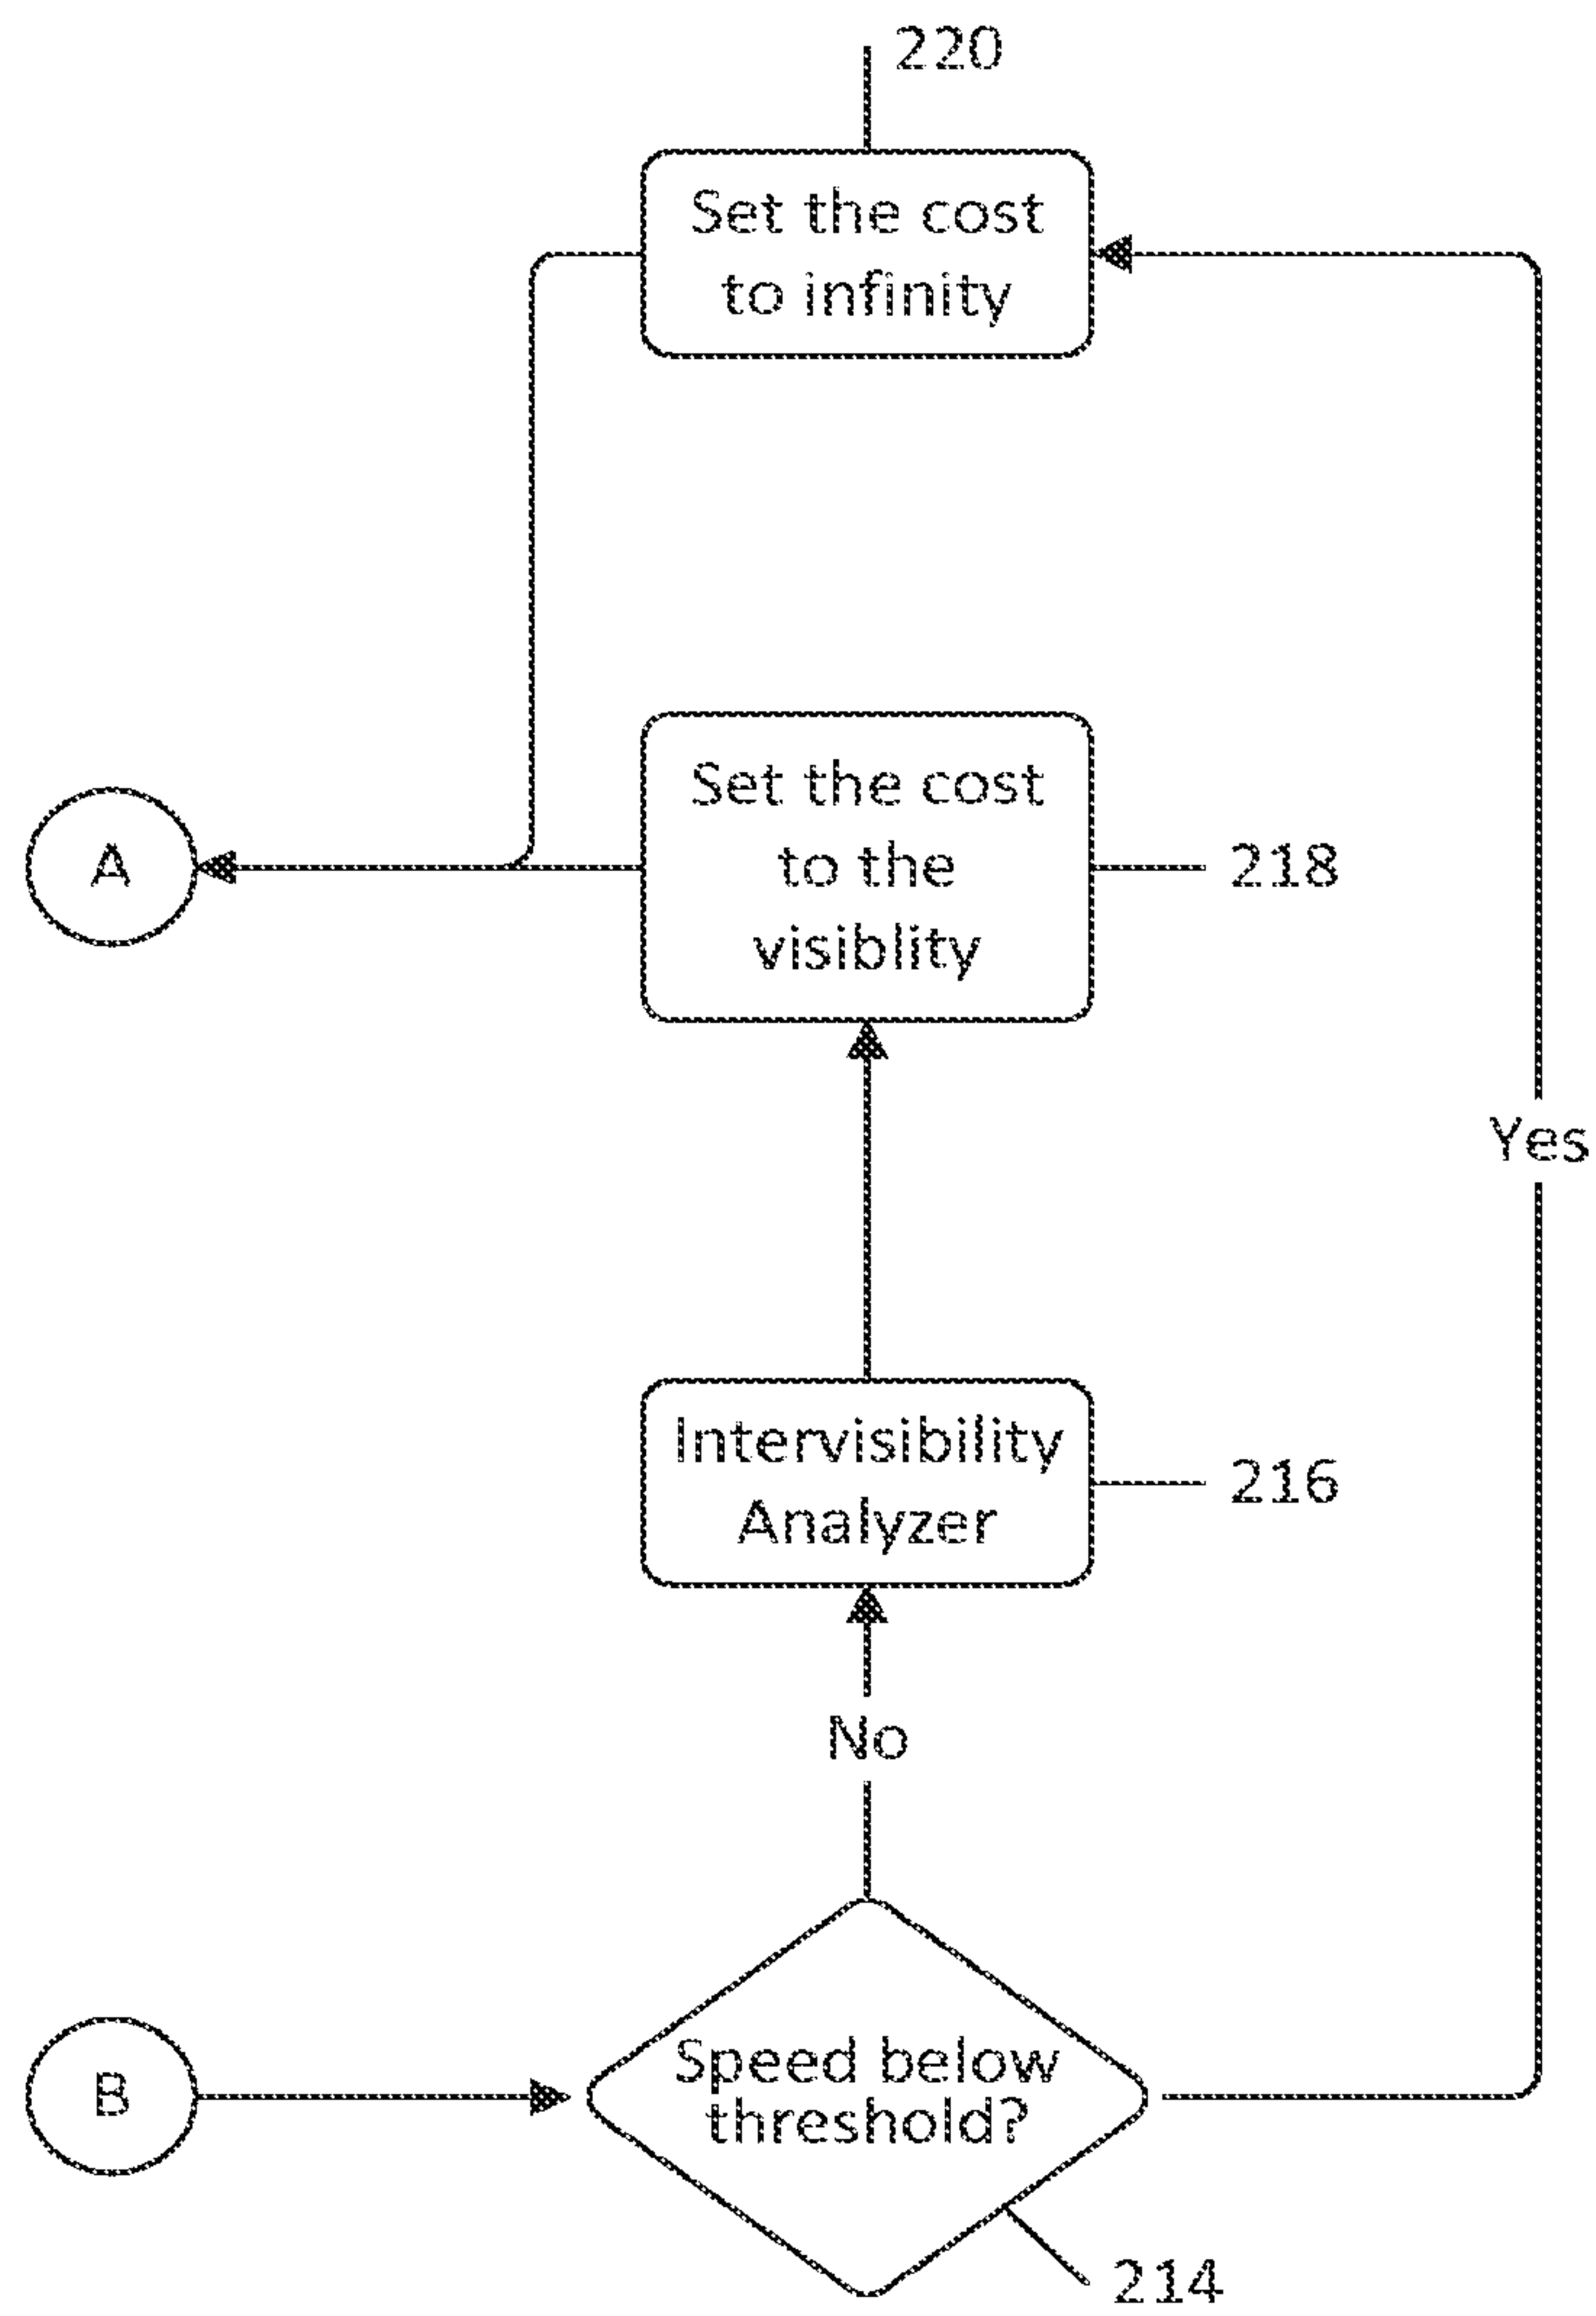 220
Set the cost
to infinity
Set the cost
to the
visiblity
218
A
Yes
Intervisibility
Analyzer
216
No
B
Speed below
threshold?
214